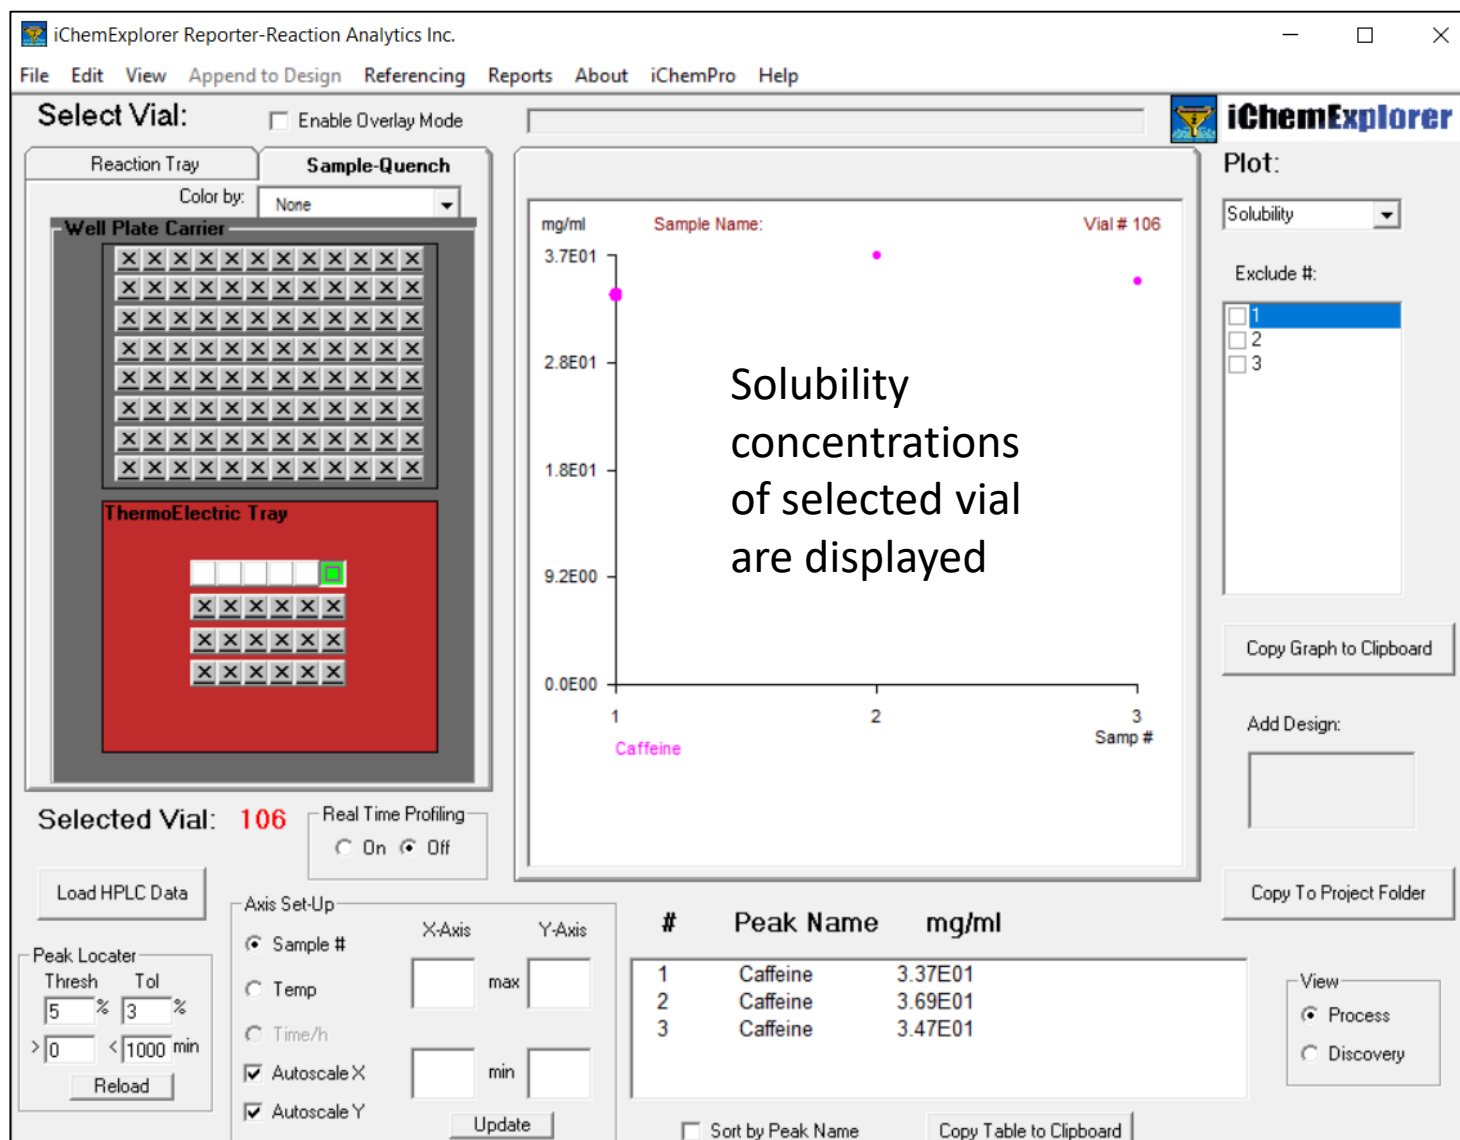 iChemExplorer Reporter-Reaction Analytics Inc.
File Edit View Append to Design Referencing Reports About iChemPro Help
Select Vial:
Enable Overlay Mode
iChemExplorer
Reaction Tray
Sample-Quench
Color by:
None
Well Plate Carrier
X X X X X X X X X X X X
X X X X X X X X X X X X
X X X X X X X X X X X X
X X X X X X X X X X X X
X X X X X X X X X X X X
X X X X X X X X X X X X
X X X X X X X X X X X X
X X X X X X X X X X X X
ThermoElectric Tray
X X X X X X
X X X X X X
X X X X X X
Selected Vial: 106
Real Time Profiling
On Off
Load HPLC Data
Peak Locater
Thresh Tol
5 % 3 %
> 0 < 1000 min
Reload
Axis Set-Up
X-Axis Y-Axis
Sample #
Temp
max
Time/h
Autoscale X
min
Autoscale Y
Update
mg/ml
Sample Name:
Vial # 106
3.7E01
2.8E01
1.8E01
9.2E00
0.0E00
1 2 3
Samp #
Caffeine
Solubility
concentrations
of selected vial
are displayed
# Peak Name mg/ml
1 Caffeine 3.37E01
2 Caffeine 3.69E01
3 Caffeine 3.47E01
Sort by Peak Name
Copy Table to Clipboard
Plot:
Solubility
Exclude #:
1
2
3
Copy Graph to Clipboard
Add Design:
Copy To Project Folder
View
Process
Discovery